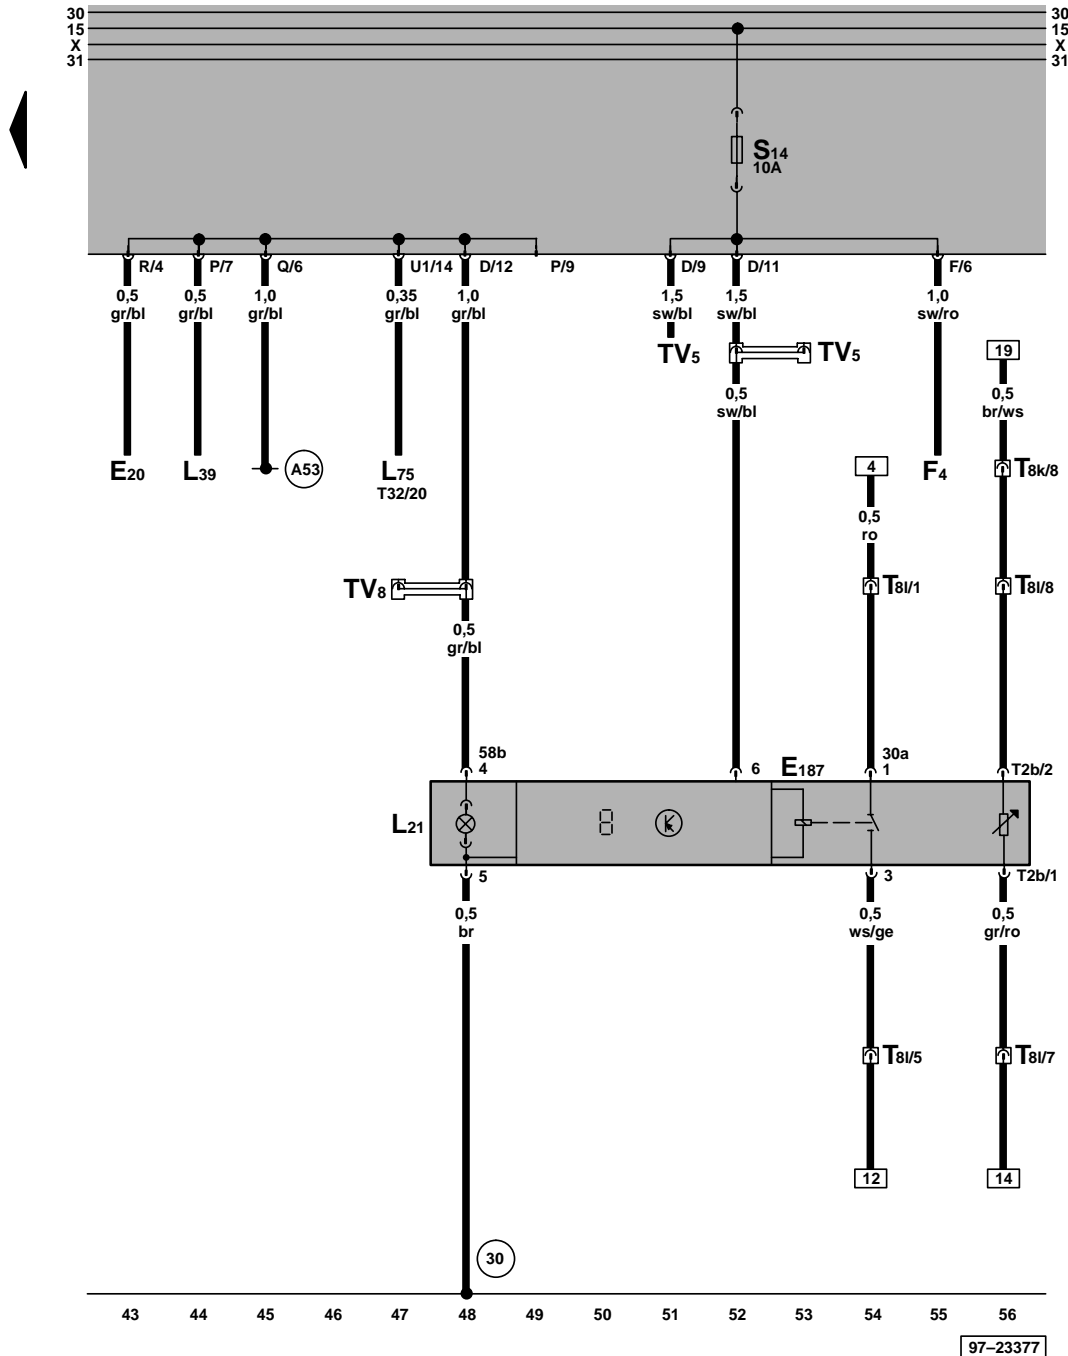 30 30
15 15
X X
31 31
S14
10A
R/4 P/7 Q/6 U1/14 D/12 P/9 D/9 D/11 F/6
0,5 0,5 1,0 0,35 1,0 1,5 1,5 1,0
gr/bl gr/bl gr/bl gr/bl gr/bl sw/bl sw/bl sw/ro
TV5 TV5 19
0,5 0,5
sw/bl br/ws
E20 L39 A53 L75 4 F4 T8k/8
T32/20
0,5
ro
TV8 T8l/1 T8l/8
0,5
gr/bl
58b 30a
4 6 E187 1 T2b/2
L21 8 K
5 3 T2b/1
0,5 0,5 0,5
br ws/ge gr/ro
T8l/5 T8l/7
12 14
30
43 44 45 46 47 48 49 50 51 52 53 54 55 56
97–23377